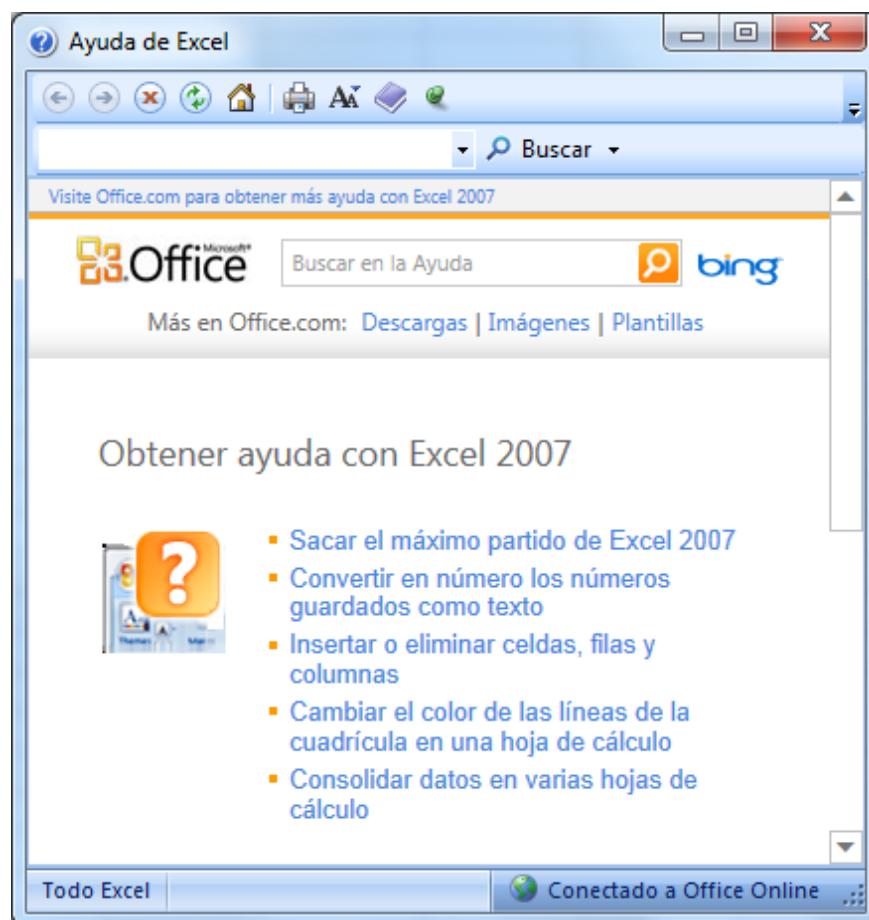 Ayuda de Excel
Buscar
Visite Office.com para obtener más ayuda con Excel 2007
Microsoft®
Office
Buscar en la Ayuda
bing
Más en Office.com: Descargas | Imágenes | Plantillas
Obtener ayuda con Excel 2007
Sacar el máximo partido de Excel 2007
Convertir en número los números
guardados como texto
Insertar o eliminar celdas, filas y
columnas
Cambiar el color de las líneas de la
cuadrícula en una hoja de cálculo
Consolidar datos en varias hojas de
cálculo
Todo Excel
Conectado a Office Online